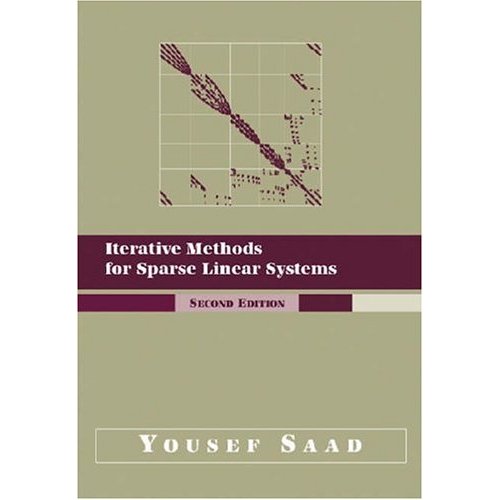 Iterative Methods
for Sparse Linear Systems
SECOND EDITION
YOUSEF SAAD